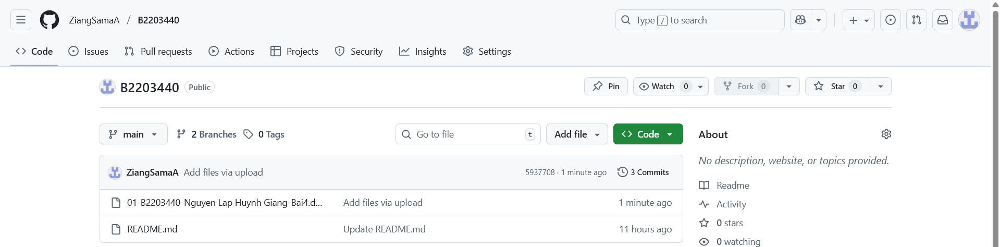 ZiangSamaA / B2203440
Type / to search
Code Issues Pull requests Actions Projects Security Insights Settings
B2203440 Public
Pin Watch 0 Fork 0 Star 0
main 2 Branches 0 Tags Go to file t Add file Code
ZiangSamaA Add files via upload 5937708 · 1 minute ago 3 Commits
01-B2203440-Nguyen Lap Huynh Giang-Bai4.d... Add files via upload 1 minute ago
README.md Update README.md 11 hours ago
About
No description, website, or topics provided.
Readme
Activity
0 stars
0 watching